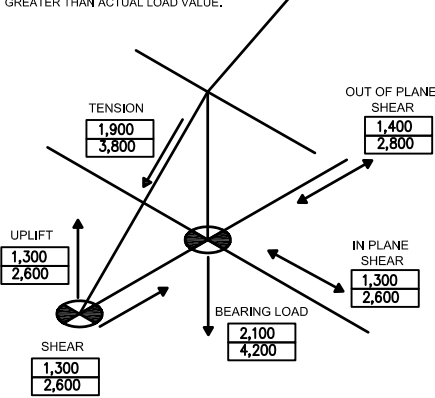 GREATER THAN ACTUAL LOAD VALUE.
OUT OF PLANE
SHEAR
1,400
2,800
TENSION
1,900
3,800
UPLIFT
1,300
2,600
IN PLANE
SHEAR
1,300
2,600
BEARING LOAD
2,100
4,200
SHEAR
1,300
2,600